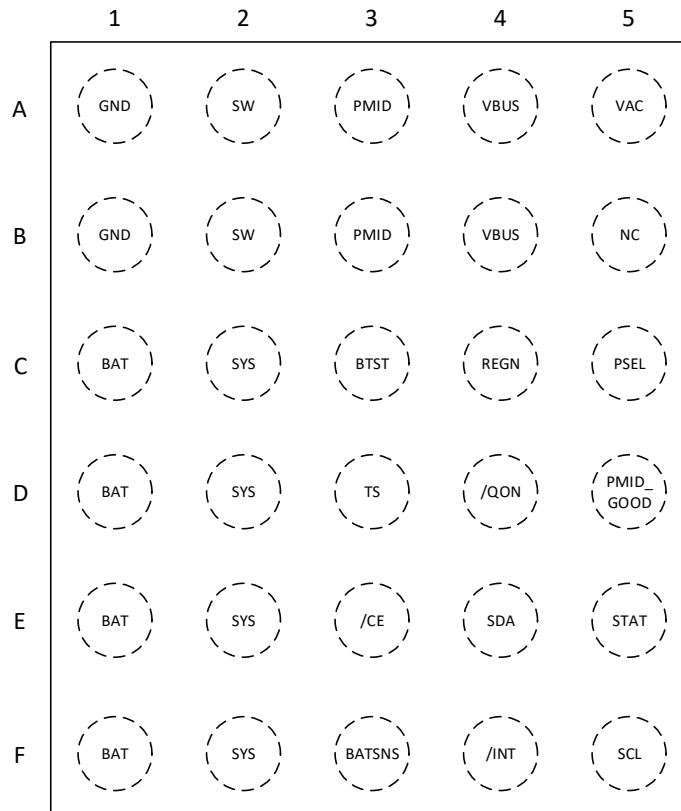 1 2 3 4 5
A GND SW PMID VBUS VAC
B GND SW PMID VBUS NC
C BAT SYS BTST REGN PSEL
D BAT SYS TS /QON PMID_
GOOD
E BAT SYS /CE SDA STAT
F BAT SYS BATSNS /INT SCL